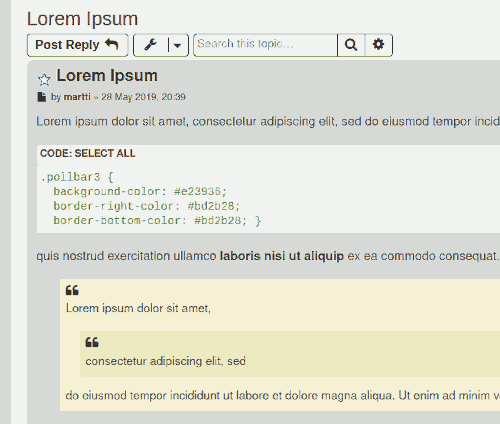 Lorem Ipsum
Post Reply
Search this topic…
Lorem Ipsum
by martti » 28 May 2019, 20:39
Lorem ipsum dolor sit amet, consectetur adipiscing elit, sed do eiusmod tempor incid
CODE: SELECT ALL
.pollbar3 {
background-color: #e23935;
border-right-color: #bd2b28;
border-bottom-color: #bd2b28; }
quis nostrud exercitation ullamco laboris nisi ut aliquip ex ea commodo consequat.
Lorem ipsum dolor sit amet,
consectetur adipiscing elit, sed
do eiusmod tempor incididunt ut labore et dolore magna aliqua. Ut enim ad minim v